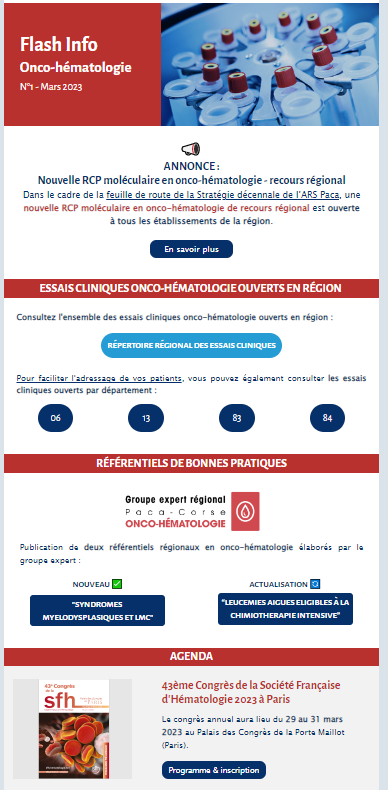 Flash Info
Onco-hématologie
N°1 - Mars 2023
ANNONCE :
Nouvelle RCP moléculaire en onco-hématologie - recours régional
Dans le cadre de la feuille de route de la Stratégie décennale de l'ARS Paca, une
nouvelle RCP moléculaire en onco-hématologie de recours régional est ouverte
à tous les établissements de la région.
En savoir plus
ESSAIS CLINIQUES ONCO-HÉMATOLOGIE OUVERTS EN RÉGION
Consultez l'ensemble des essais cliniques onco-hématologie ouverts en région :
RÉPERTOIRE RÉGIONAL DES ESSAIS CLINIQUES
Pour faciliter l'adressage de vos patients, vous pouvez également consulter les essais
cliniques ouverts par département :
06 13 83 84
RÉFÉRENTIELS DE BONNES PRATIQUES
Groupe expert régional
Paca-Corse
ONCO-HÉMATOLOGIE
Publication de deux référentiels régionaux en onco-hématologie élaborés par le
groupe expert :
NOUVEAU
"SYNDROMES
MYELODYSPLASIQUES ET LMC"
ACTUALISATION
"LEUCEMIES AIGUES ELIGIBLES À LA
CHIMIOTHERAPIE INTENSIVE"
AGENDA
43e Congrès
de la
sfh
43ème Congrès de la Société Française
d'Hématologie 2023 à Paris
Le congrès annuel aura lieu du 29 au 31 mars
2023 au Palais des Congrès de la Porte Maillot
(Paris).
Programme & inscription